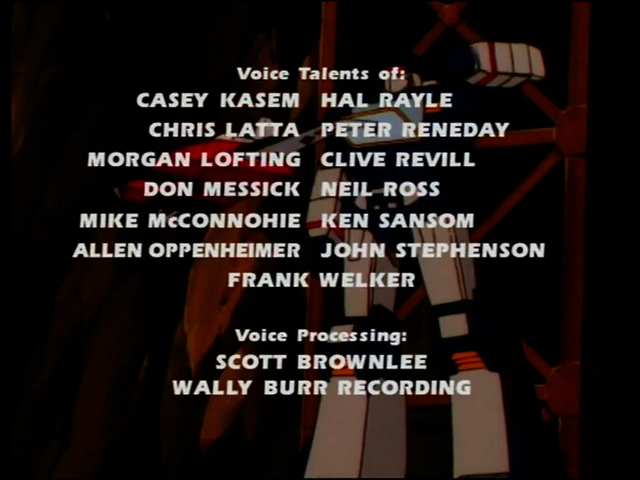 Voice Talents of:
CASEY KASEM HAL RAYLE
CHRIS LATTA PETER RENEDAY
MORGAN LOFTING CLIVE REVILL
DON MESSICK NEIL ROSS
MIKE McCONNOHIE KEN SANSOM
ALLEN OPPENHEIMER JOHN STEPHENSON
FRANK WELKER
Voice Processing:
SCOTT BROWNLEE
WALLY BURR RECORDING